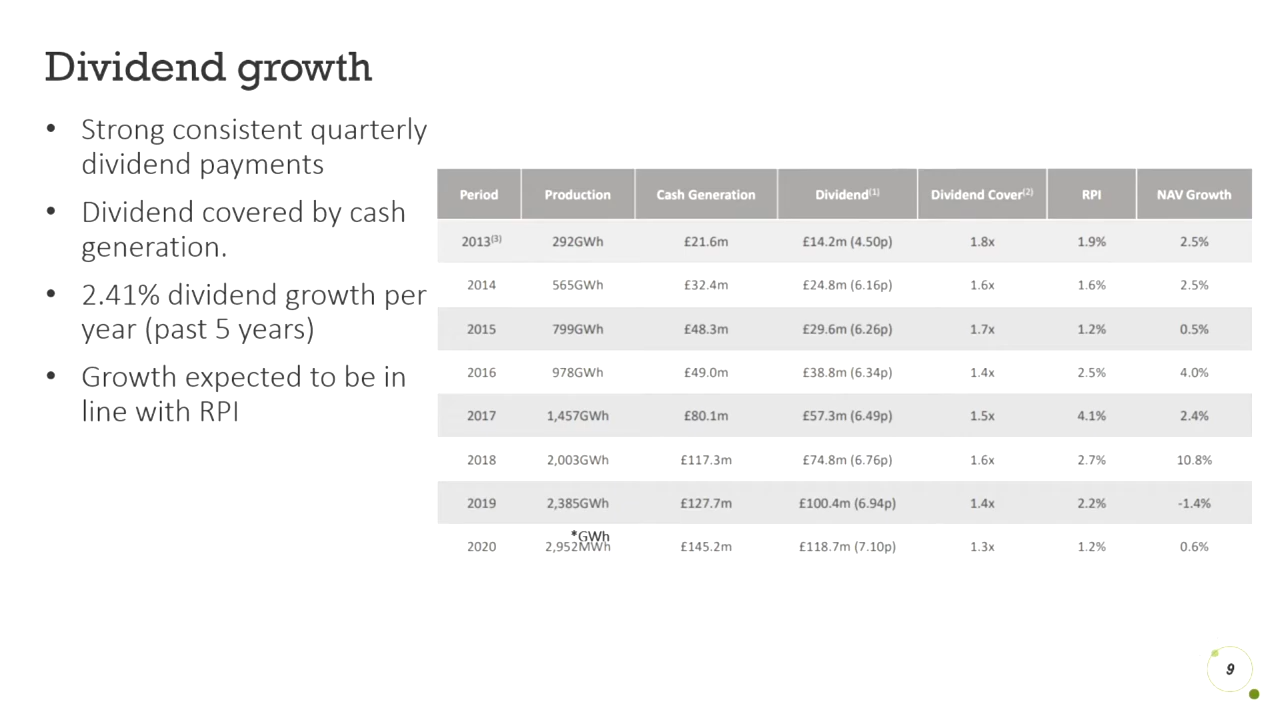 Dividend growth
• Strong consistent quarterly
dividend payments
• Dividend covered by cash
generation.
• 2.41% dividend growth per
year (past 5 years)
• Growth expected to be in
line with RPI
Period Production Cash Generation Dividend(1) Dividend Cover(2) RPI NAV Growth
2013(3) 292GWh £21.6m £14.2m (4.50p) 1.8x 1.9% 2.5%
2014 565GWh £32.4m £24.8m (6.16p) 1.6x 1.6% 2.5%
2015 799GWh £48.3m £29.6m (6.26p) 1.7x 1.2% 0.5%
2016 978GWh £49.0m £38.8m (6.34p) 1.4x 2.5% 4.0%
2017 1,457GWh £80.1m £57.3m (6.49p) 1.5x 4.1% 2.4%
2018 2,003GWh £117.3m £74.8m (6.76p) 1.6x 2.7% 10.8%
2019 2,385GWh £127.7m £100.4m (6.94p) 1.4x 2.2% -1.4%
*GWh
2020 2,952MWh £145.2m £118.7m (7.10p) 1.3x 1.2% 0.6%
9